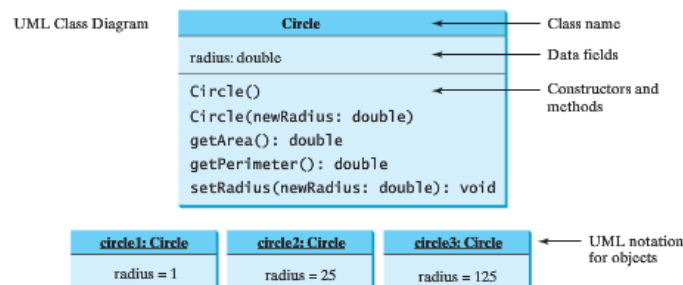 UML Class Diagram
Circle
Class name
radius: double
Data fields
Circle()
Constructors and
methods
Circle(newRadius: double)
getArea(): double
getPerimeter(): double
setRadius(newRadius: double): void
circle1: Circle
circle2: Circle
circle3: Circle
UML notation
for objects
radius = 1
radius = 25
radius = 125